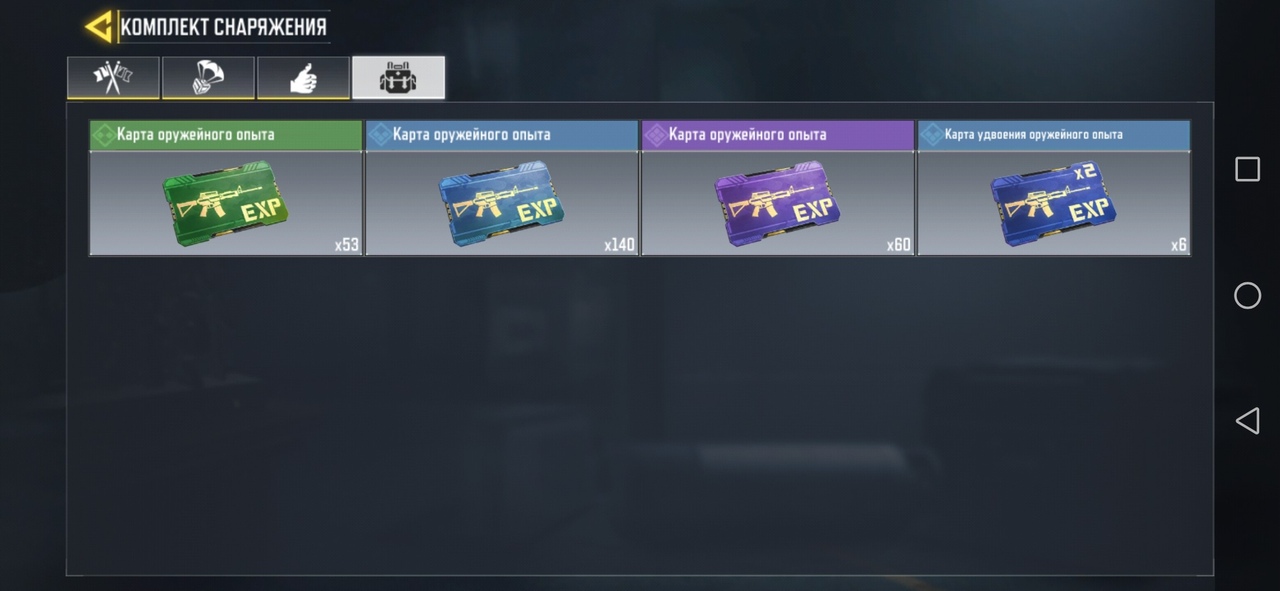 КОМПЛЕКТ СНАРЯЖЕНИЯ
Карта оружейного опыта
Карта оружейного опыта
Карта оружейного опыта
Карта удвоения оружейного опыта
EXP
x53
EXP
x140
EXP
x60
x2
EXP
x6